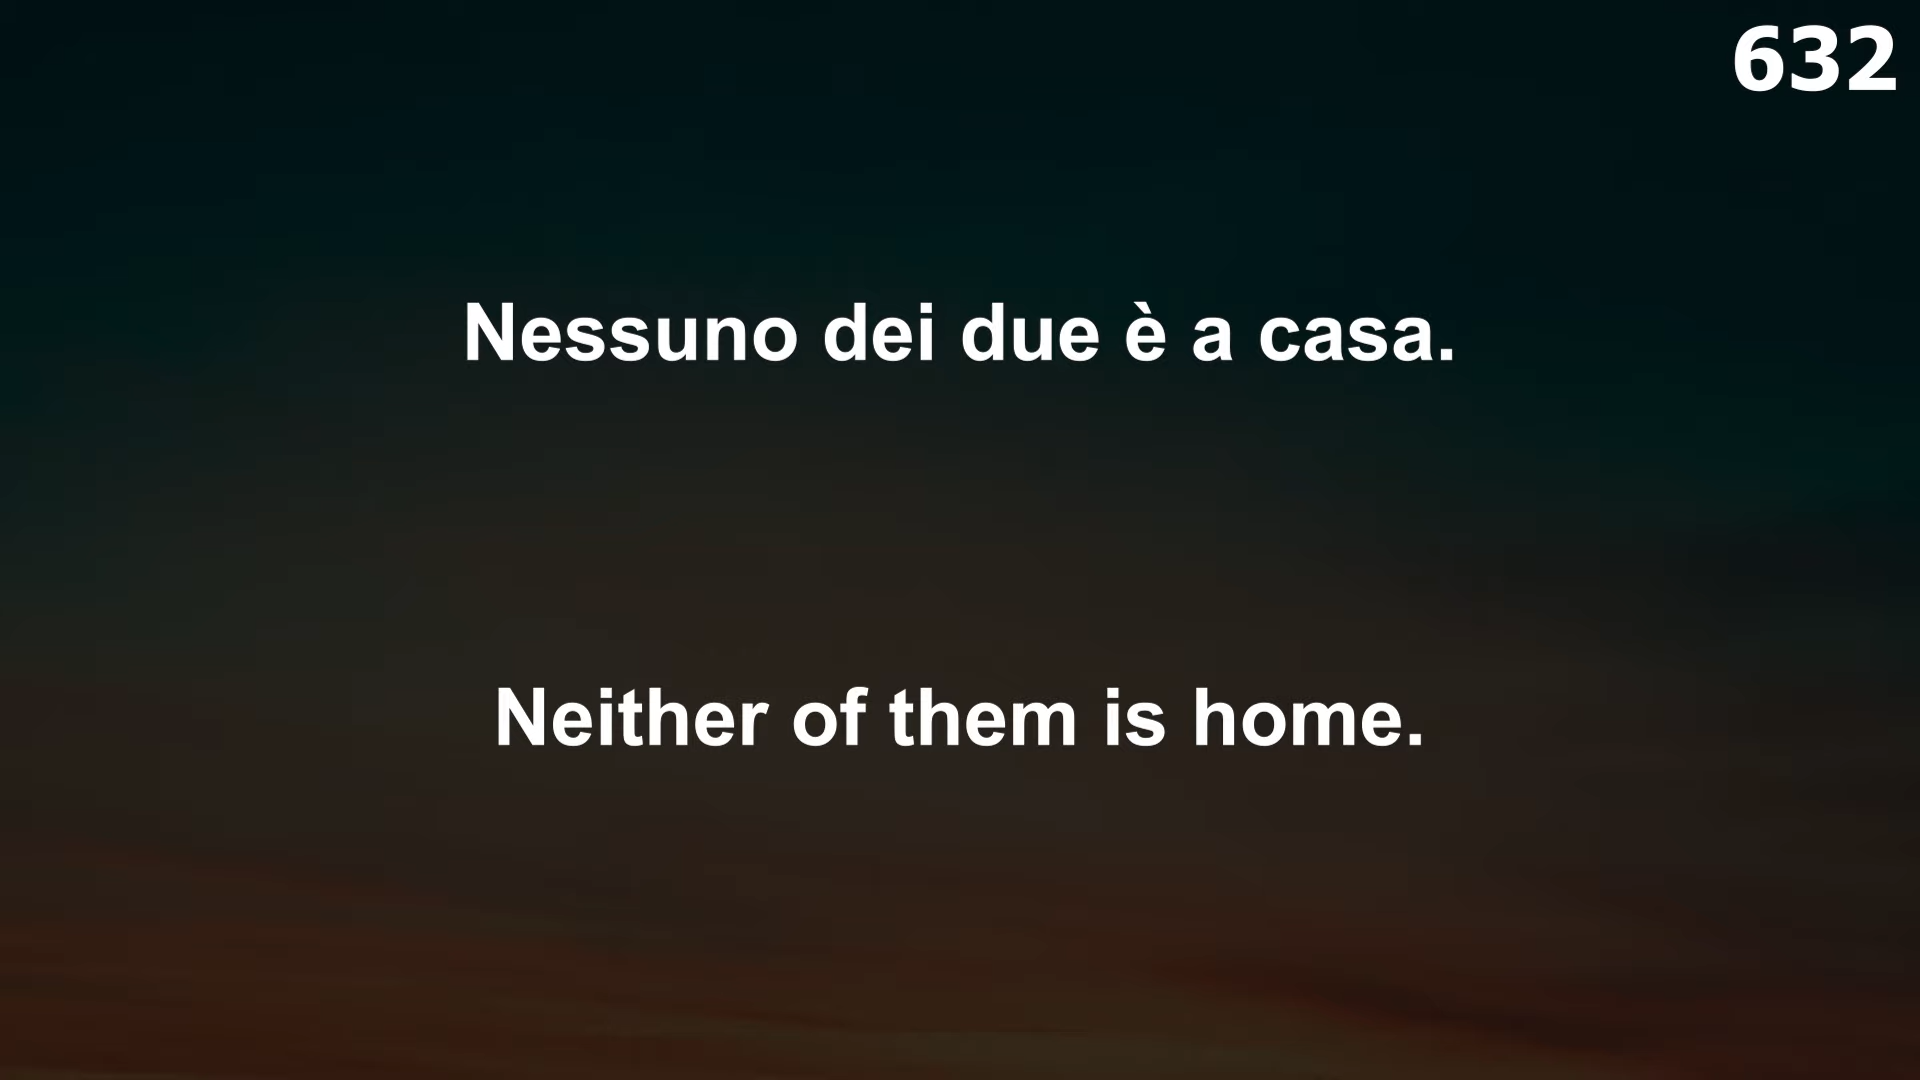 632
Nessuno dei due è a casa.
Neither of them is home.